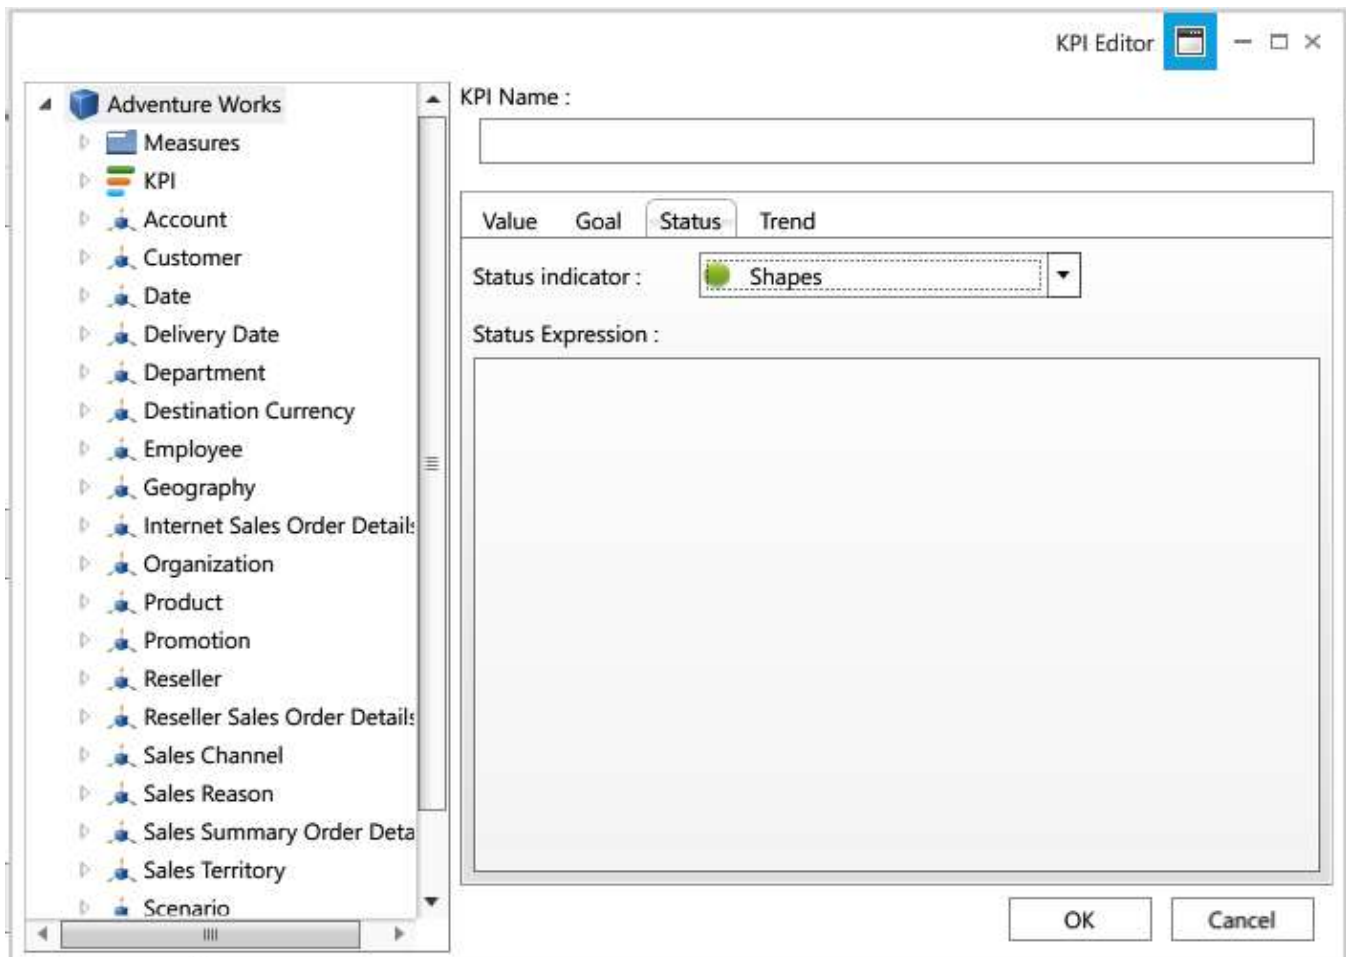 KPI Editor
Adventure Works
Measures
KPI
Account
Customer
Date
Delivery Date
Department
Destination Currency
Employee
Geography
Internet Sales Order Details
Organization
Product
Promotion
Reseller
Reseller Sales Order Details
Sales Channel
Sales Reason
Sales Summary Order Deta
Sales Territory
Scenario
KPI Name :
Value Goal Status Trend
Status indicator : Shapes
Status Expression :
OK Cancel